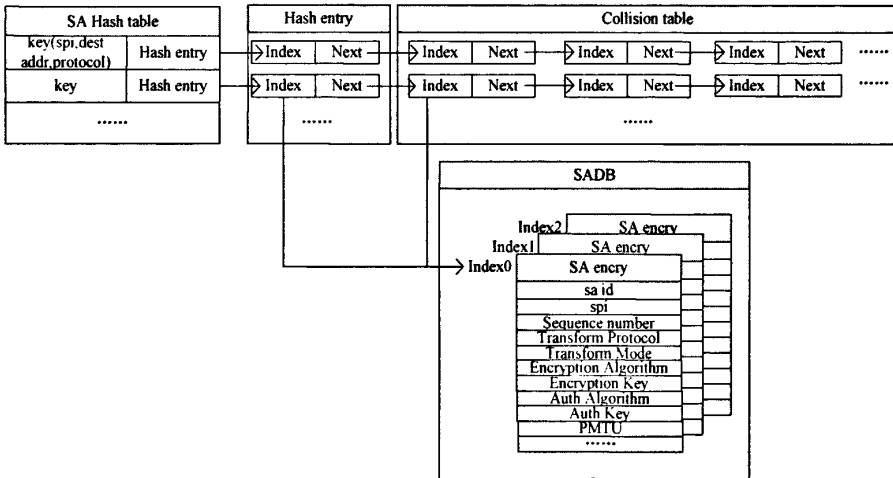 SA Hash table
Hash entry
Collision table
key(spi,dest addr,protocol)
Hash entry
Index Next
Index Next
Index Next
Index Next
......
key
Hash entry
Index Next
Index Next
Index Next
Index Next
......
......
......
......
SADB
Index2 SA encry
Index1 SA encry
Index0 SA encry
sa id
spi
Sequence number
Transform Protocol
Transform Mode
Encryption Algorithm
Encryption Key
Auth Algorithm
Auth Key
PMTU
......